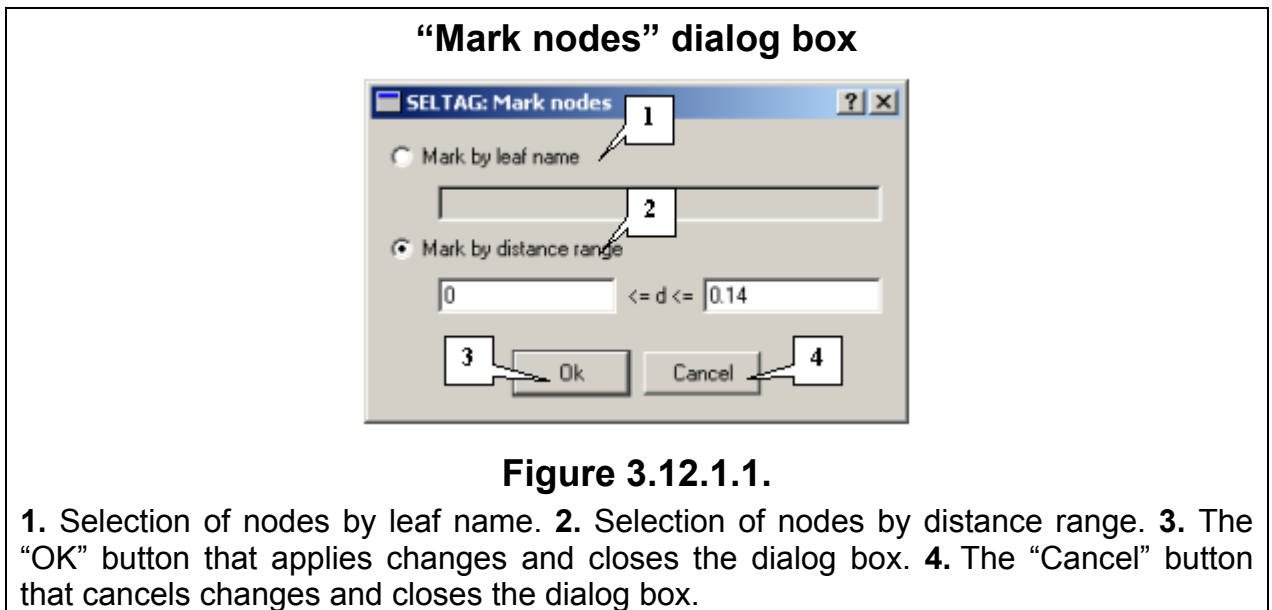 “Mark nodes” dialog box
SELTAG: Mark nodes
1
Mark by leaf name
2
Mark by distance range
0 <= d <= 0.14
3 Ok Cancel 4
Figure 3.12.1.1.
1. Selection of nodes by leaf name. 2. Selection of nodes by distance range. 3. The
“OK” button that applies changes and closes the dialog box. 4. The “Cancel” button
that cancels changes and closes the dialog box.